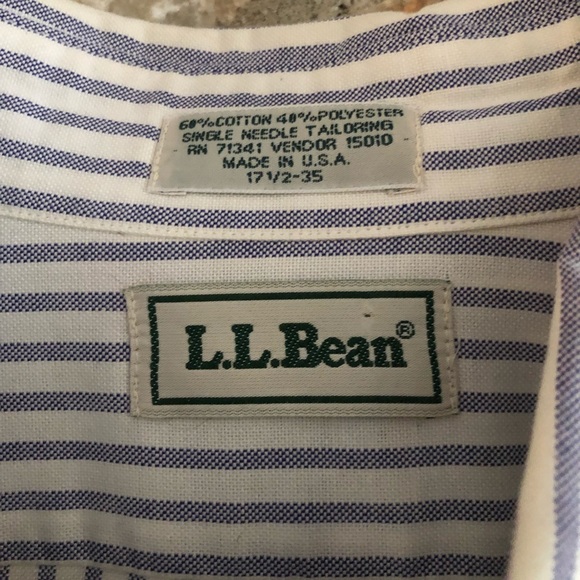 60%COTTON 40%POLYESTER
SINGLE NEEDLE TAILORING
RN 71341 VENDOR 15010
MADE IN U.S.A.
17 1/2-35
L.L.Bean®